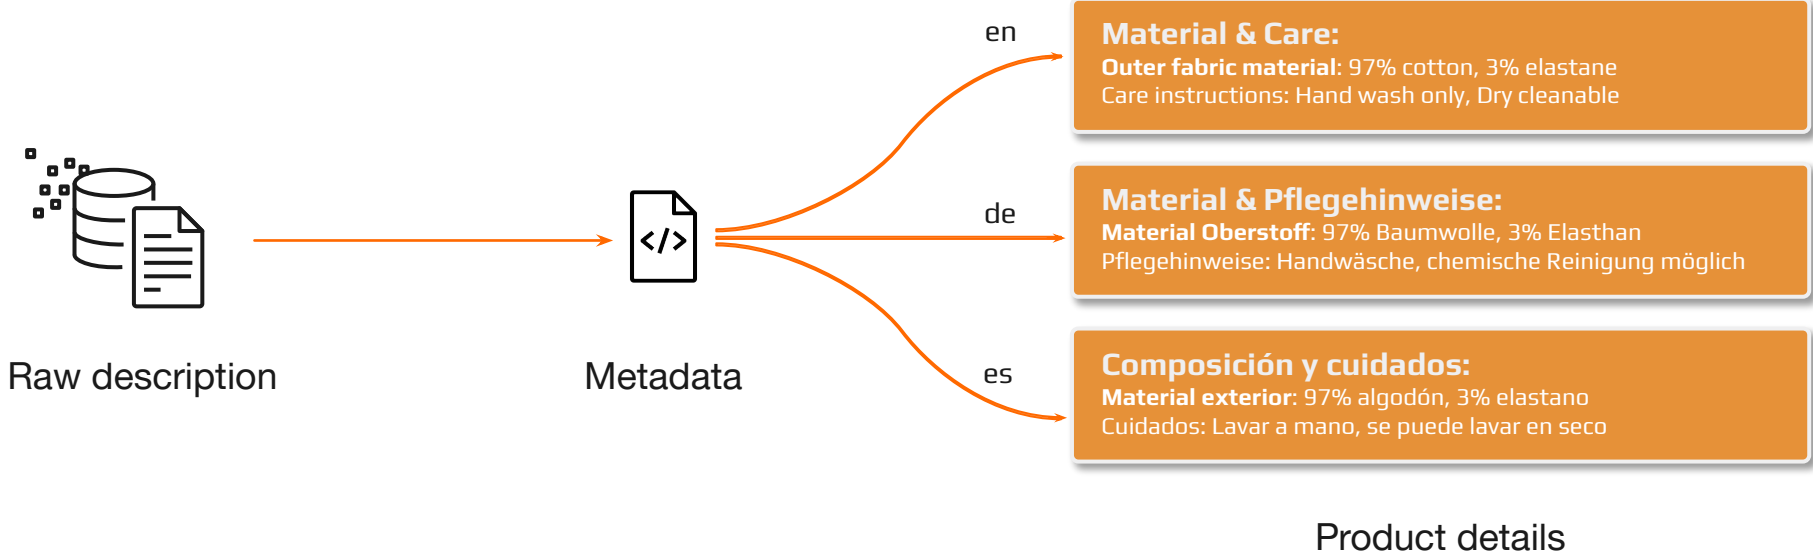 en
Material & Care:
Outer fabric material: 97% cotton, 3% elastane
Care instructions: Hand wash only, Dry cleanable
</>
de
Material & Pflegehinweise:
Material Oberstoff: 97% Baumwolle, 3% Elasthan
Pflegehinweise: Handwäsche, chemische Reinigung möglich
Raw description
Metadata
es
Composición y cuidados:
Material exterior: 97% algodón, 3% elastano
Cuidados: Lavar a mano, se puede lavar en seco
Product details